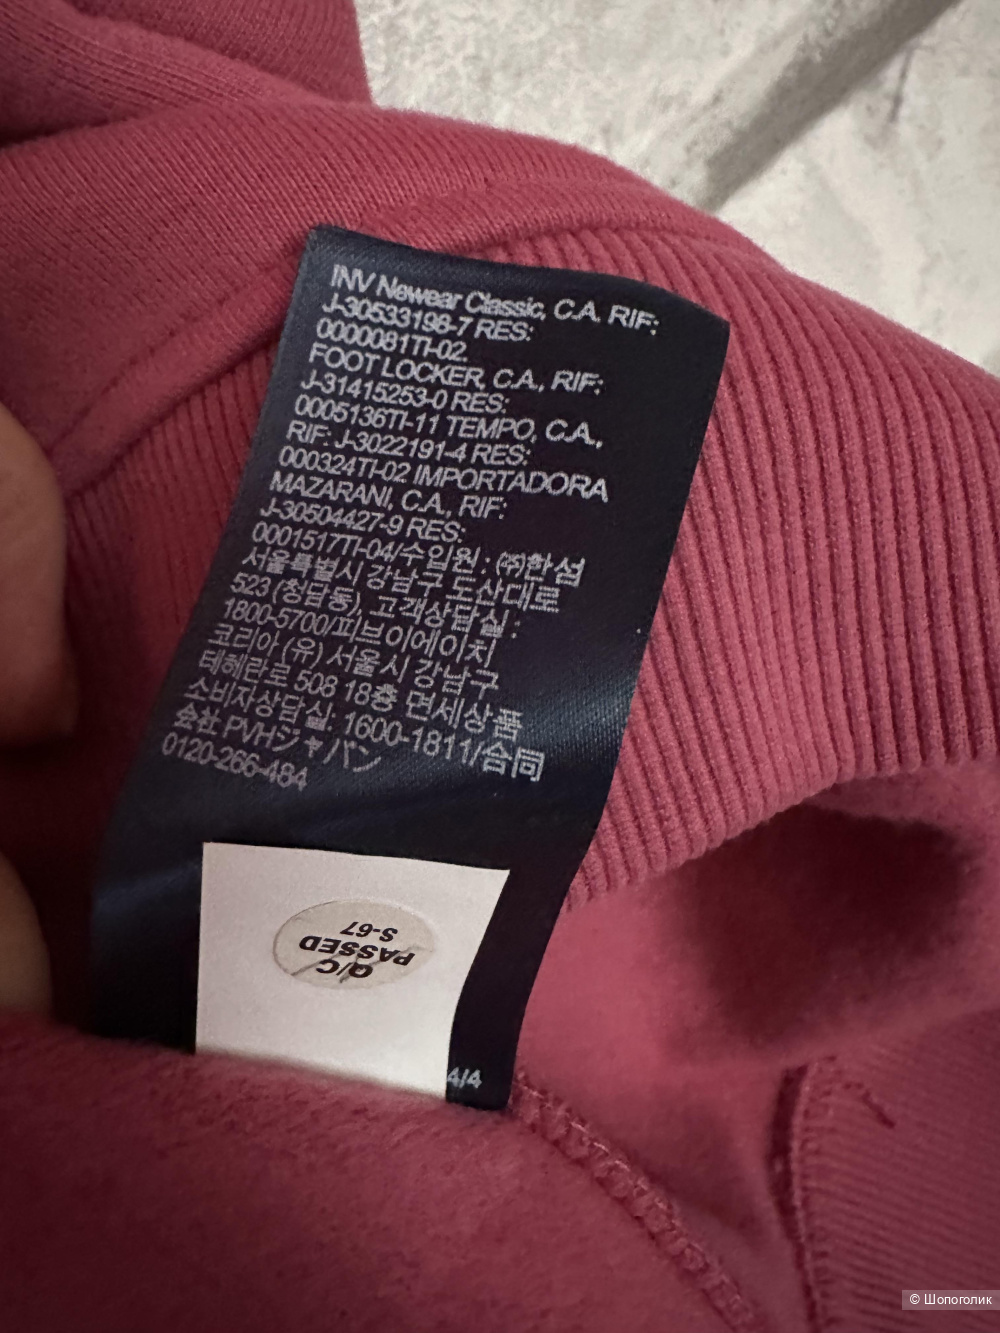 INV Newear Classic, C.A. RIF:
J-30533198-7 RES:
0000081TI-02.
FOOT LOCKER, C.A., RIF:
J-31415253-0 RES:
0005136TI-11 TEMPO, C.A.,
RIF: J-3022191-4 RES:
000324TI-02 IMPORTADORA
MAZARANI, C.A., RIF:
J-30504427-9 RES:
0001517TI-04/수입원 : (주)한섬
서울특별시 강남구 도산대로
523 (청담동), 고객상담실 :
1800-5700/피브이에이치
코리아 (유) 서울시 강남구
테헤란로 508 18층 면세상품
소비자상담실: 1600-1811/合同
会社 PVHジャパン
0120-266-484
Q/C
PASSED
S-67
4/4
© Шопоголик